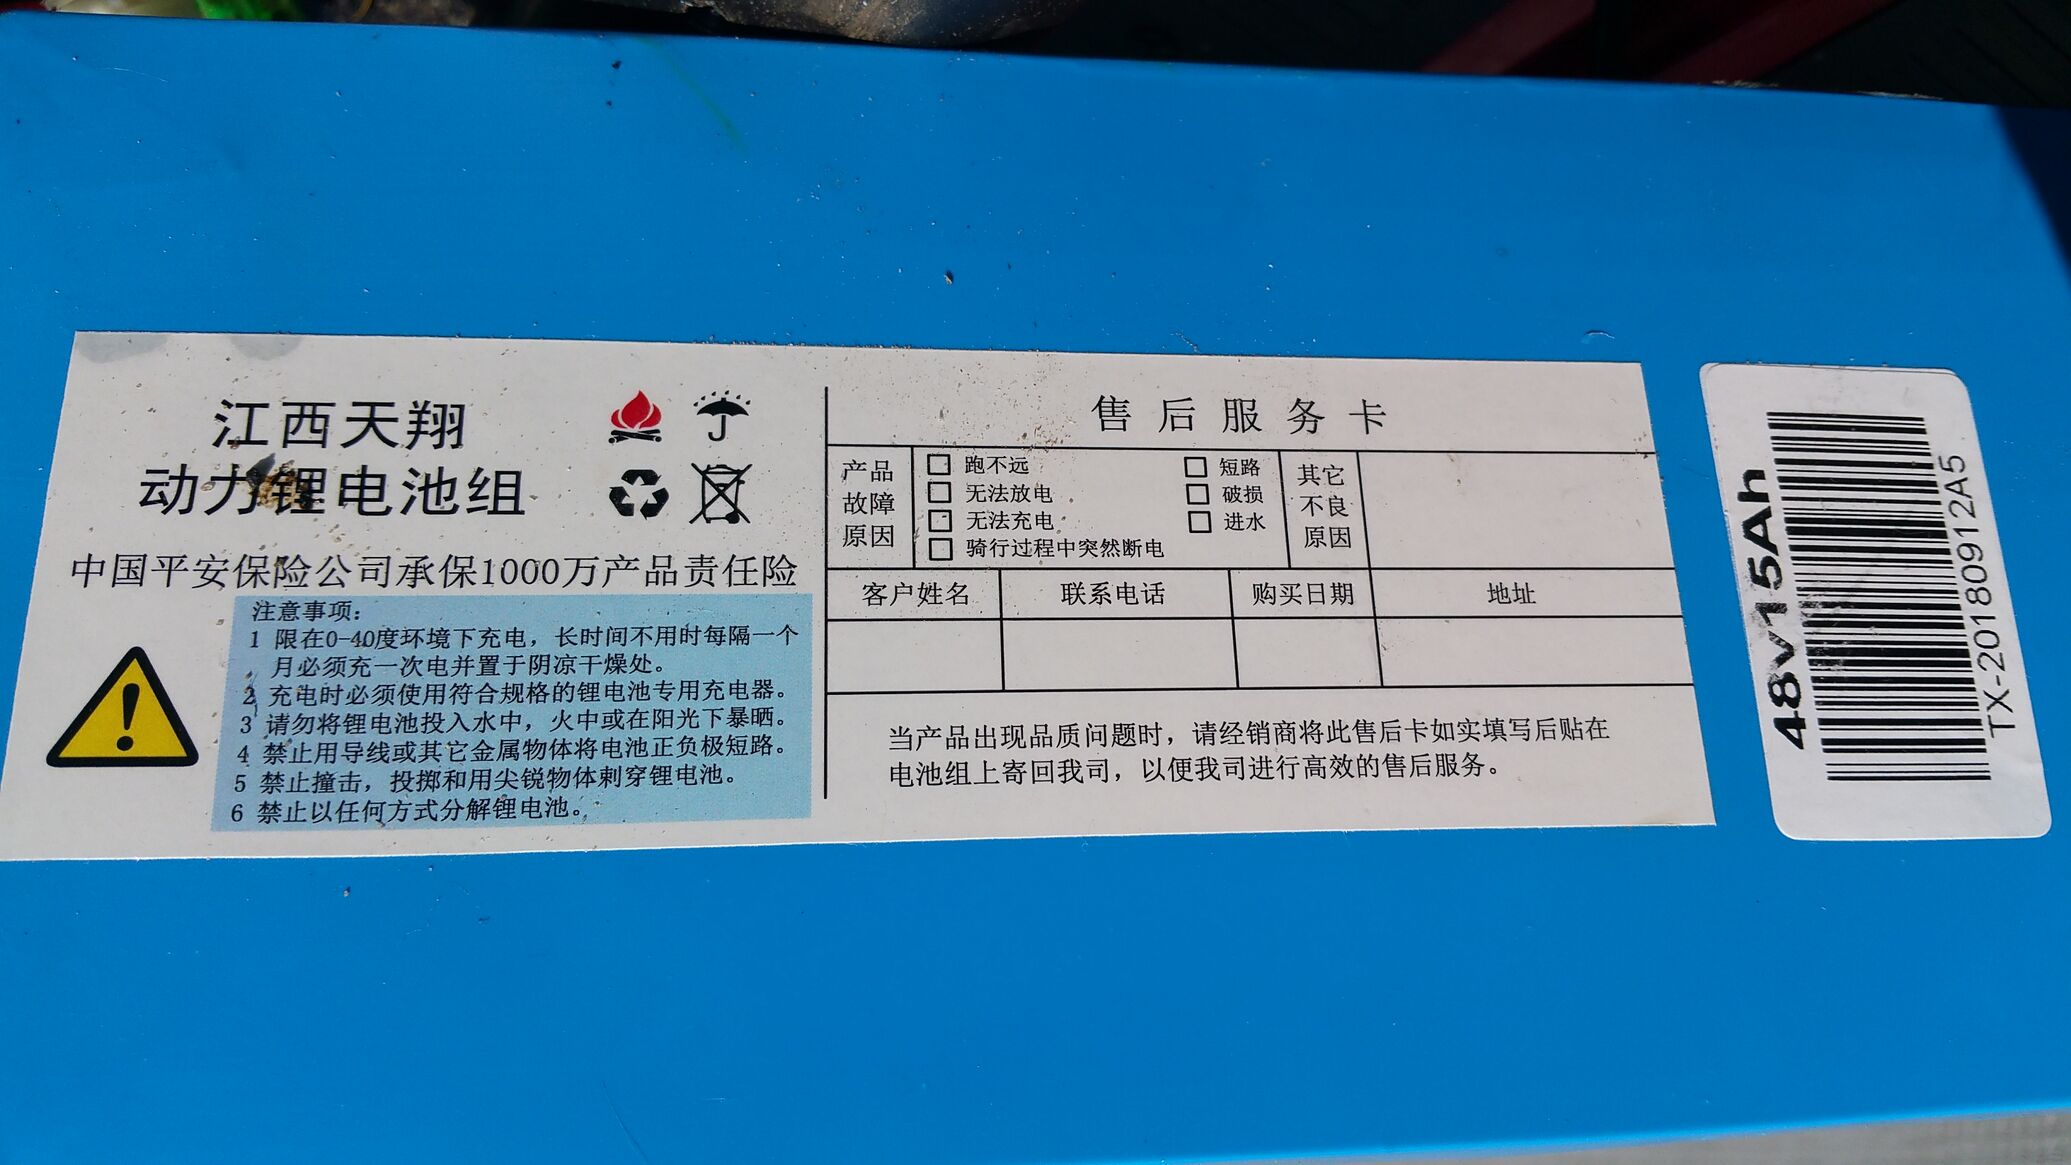 江西天翔
动力锂电池组
中国平安保险公司承保1000万产品责任险
注意事项:
1 限在0-40度环境下充电，长时间不用时每隔一个
月必须充一次电并置于阴凉干燥处。
2 充电时必须使用符合规格的锂电池专用充电器。
3 请勿将锂电池投入水中，火中或在阳光下暴晒。
4 禁止用导线或其它金属物体将电池正负极短路。
5 禁止撞击，投掷和用尖锐物体刺穿锂电池。
6 禁止以任何方式分解锂电池。
售后服务卡
产品
故障
原因
跑不远
无法放电
无法充电
骑行过程中突然断电
短路
破损
进水
其它
不良
原因
客户姓名 联系电话 购买日期 地址
当产品出现品质问题时，请经销商将此售后卡如实填写后贴在
电池组上寄回我司，以便我司进行高效的售后服务。
48v15Ah
TX-20180912A5